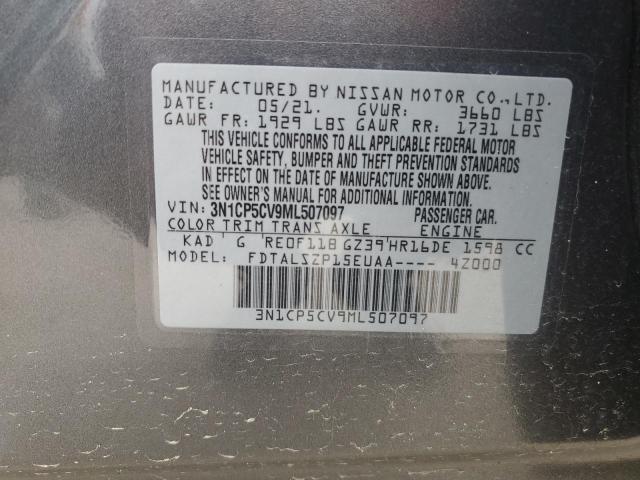 MANUFACTURED BY NISSAN MOTOR CO.,LTD.
DATE: 05/21. GVWR: 3660 LBS
GAWR FR: 1929 LBS GAWR RR: 1731 LBS
THIS VEHICLE CONFORMS TO ALL APPLICABLE FEDERAL MOTOR
VEHICLE SAFETY, BUMPER AND THEFT PREVENTION STANDARDS
IN EFFECT ON THE DATE OF MANUFACTURE SHOWN ABOVE.
SEE OWNER'S MANUAL FOR ADDITIONAL INFORMATION.
VIN: 3N1CP5CV9ML507097 PASSENGER CAR.
COLOR TRIM TRANS AXLE ENGINE
KAD G RE0F11B GZ39 HR16DE 1598 CC
MODEL: FDTALSZP15EUAA---- 4Z000
3N1CP5CV9ML507097